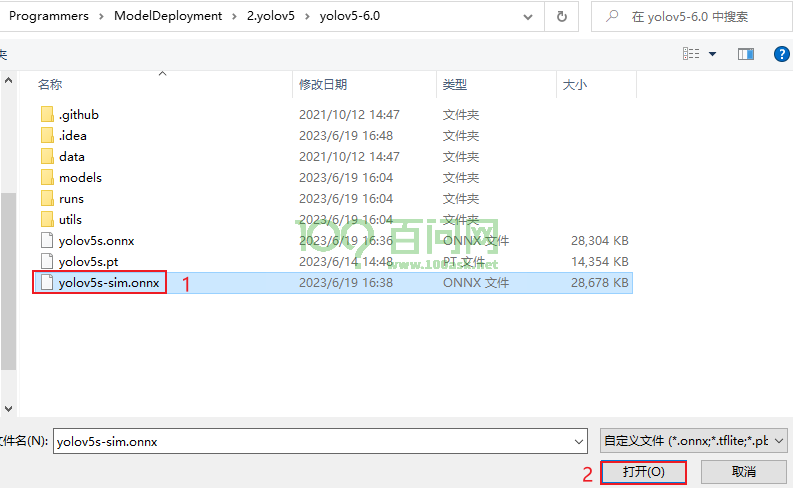 Programmers › ModelDeployment › 2.yolov5 › yolov5-6.0 在 yolov5-6.0 中搜索
夹
名称 修改日期 类型 大小
.github 2021/10/12 14:47 文件夹
.idea 2023/6/19 16:48 文件夹
data 2021/10/12 14:47 文件夹
models 2023/6/19 16:04 文件夹
runs 2023/6/19 16:04 文件夹
utils 2023/6/19 16:04 文件夹
yolov5s.onnx 2023/6/19 16:36 ONNX 文件 28,304 KB
yolov5s.pt 2023/6/14 14:48 PT 文件 14,354 KB
yolov5s-sim.onnx 1 2023/6/19 16:38 ONNX 文件 28,678 KB
100? 百问网
www.100ask.net
文件名(N): yolov5s-sim.onnx 自定义文件 (*.onnx;*.tflite;*.pb
2 打开(O) 取消